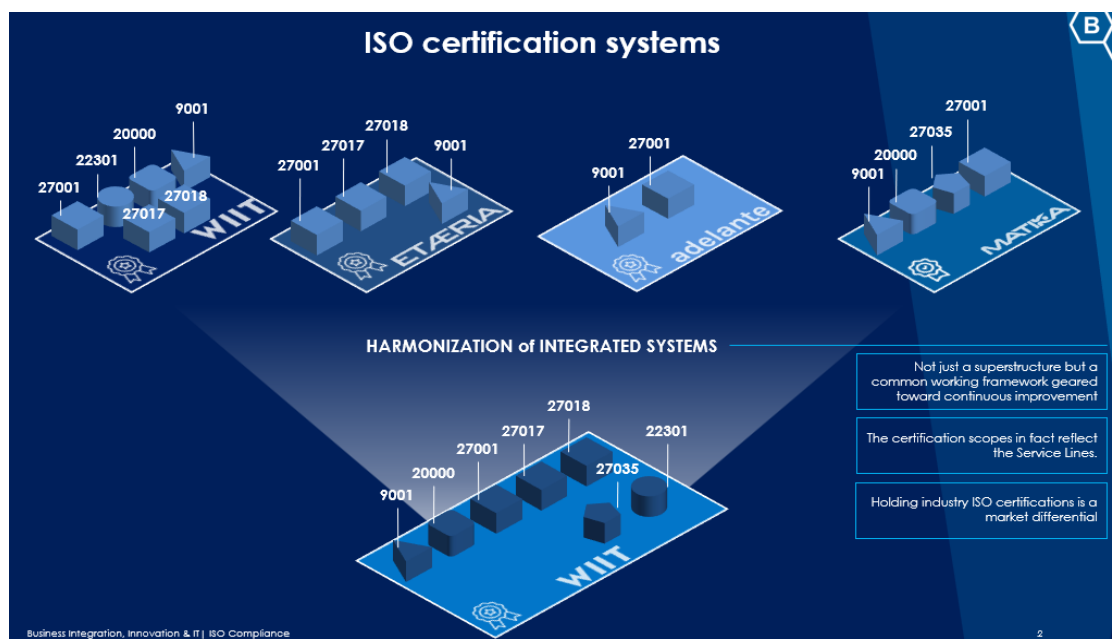 ISO certification systems
B
9001
20000
22301
27001
27018
27017
WIIT
27018
27017
27001
9001
ETÆRIA
27001
9001
adelante
27001
27035
20000
9001
MATIKA
HARMONIZATION of INTEGRATED SYSTEMS
Not just a superstructure but a
common working framework geared
toward continuous improvement
The certification scopes in fact reflect
the Service Lines.
Holding industry ISO certifications is a
market differential
27018
22301
27017
27001
27035
20000
9001
WIIT
Business Integration, Innovation & IT| ISO Compliance
2